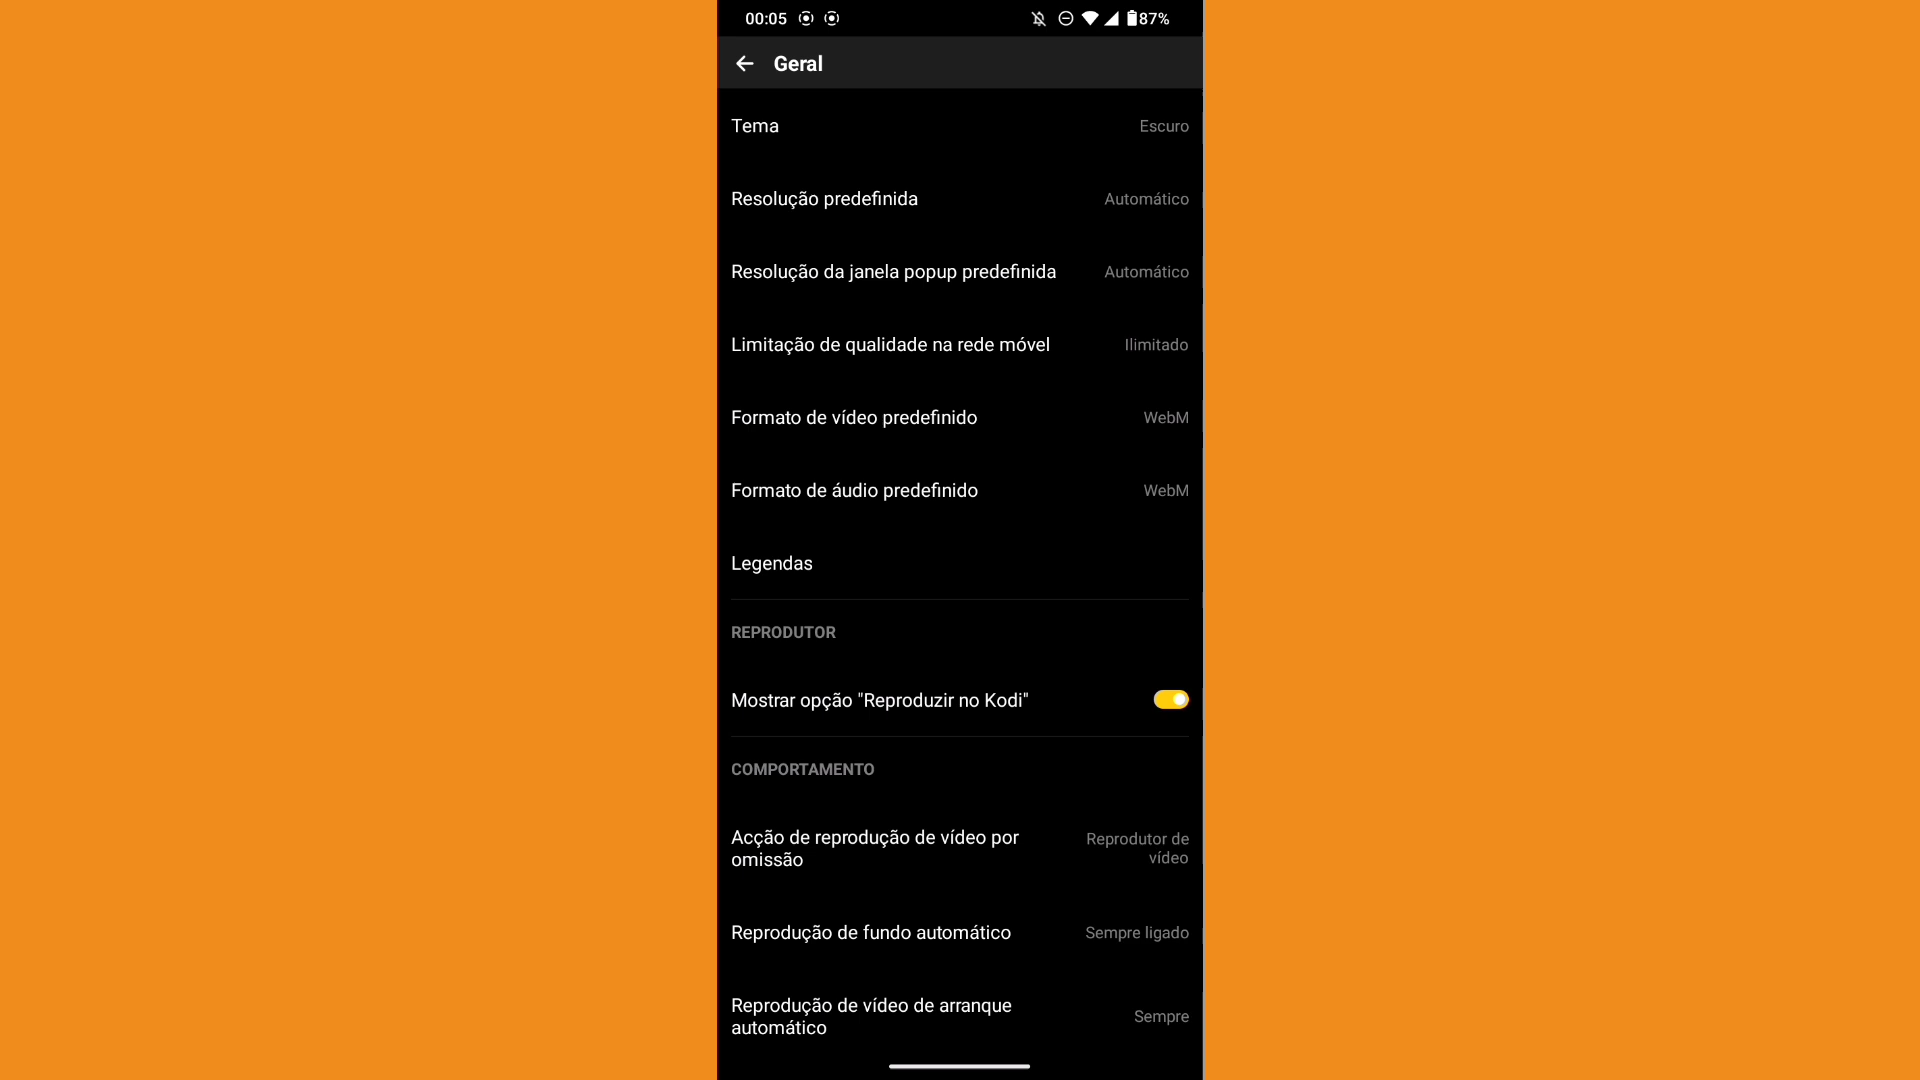 00:05
87%
Geral
Tema
Escuro
Resolução predefinida
Automático
Resolução da janela popup predefinida
Automático
Limitação de qualidade na rede móvel
Ilimitado
Formato de vídeo predefinido
WebM
Formato de áudio predefinido
WebM
Legendas
REPRODUTOR
Mostrar opção "Reproduzir no Kodi"
COMPORTAMENTO
Acção de reprodução de vídeo por
omissão
Reprodutor de
vídeo
Reprodução de fundo automático
Sempre ligado
Reprodução de vídeo de arranque
automático
Sempre